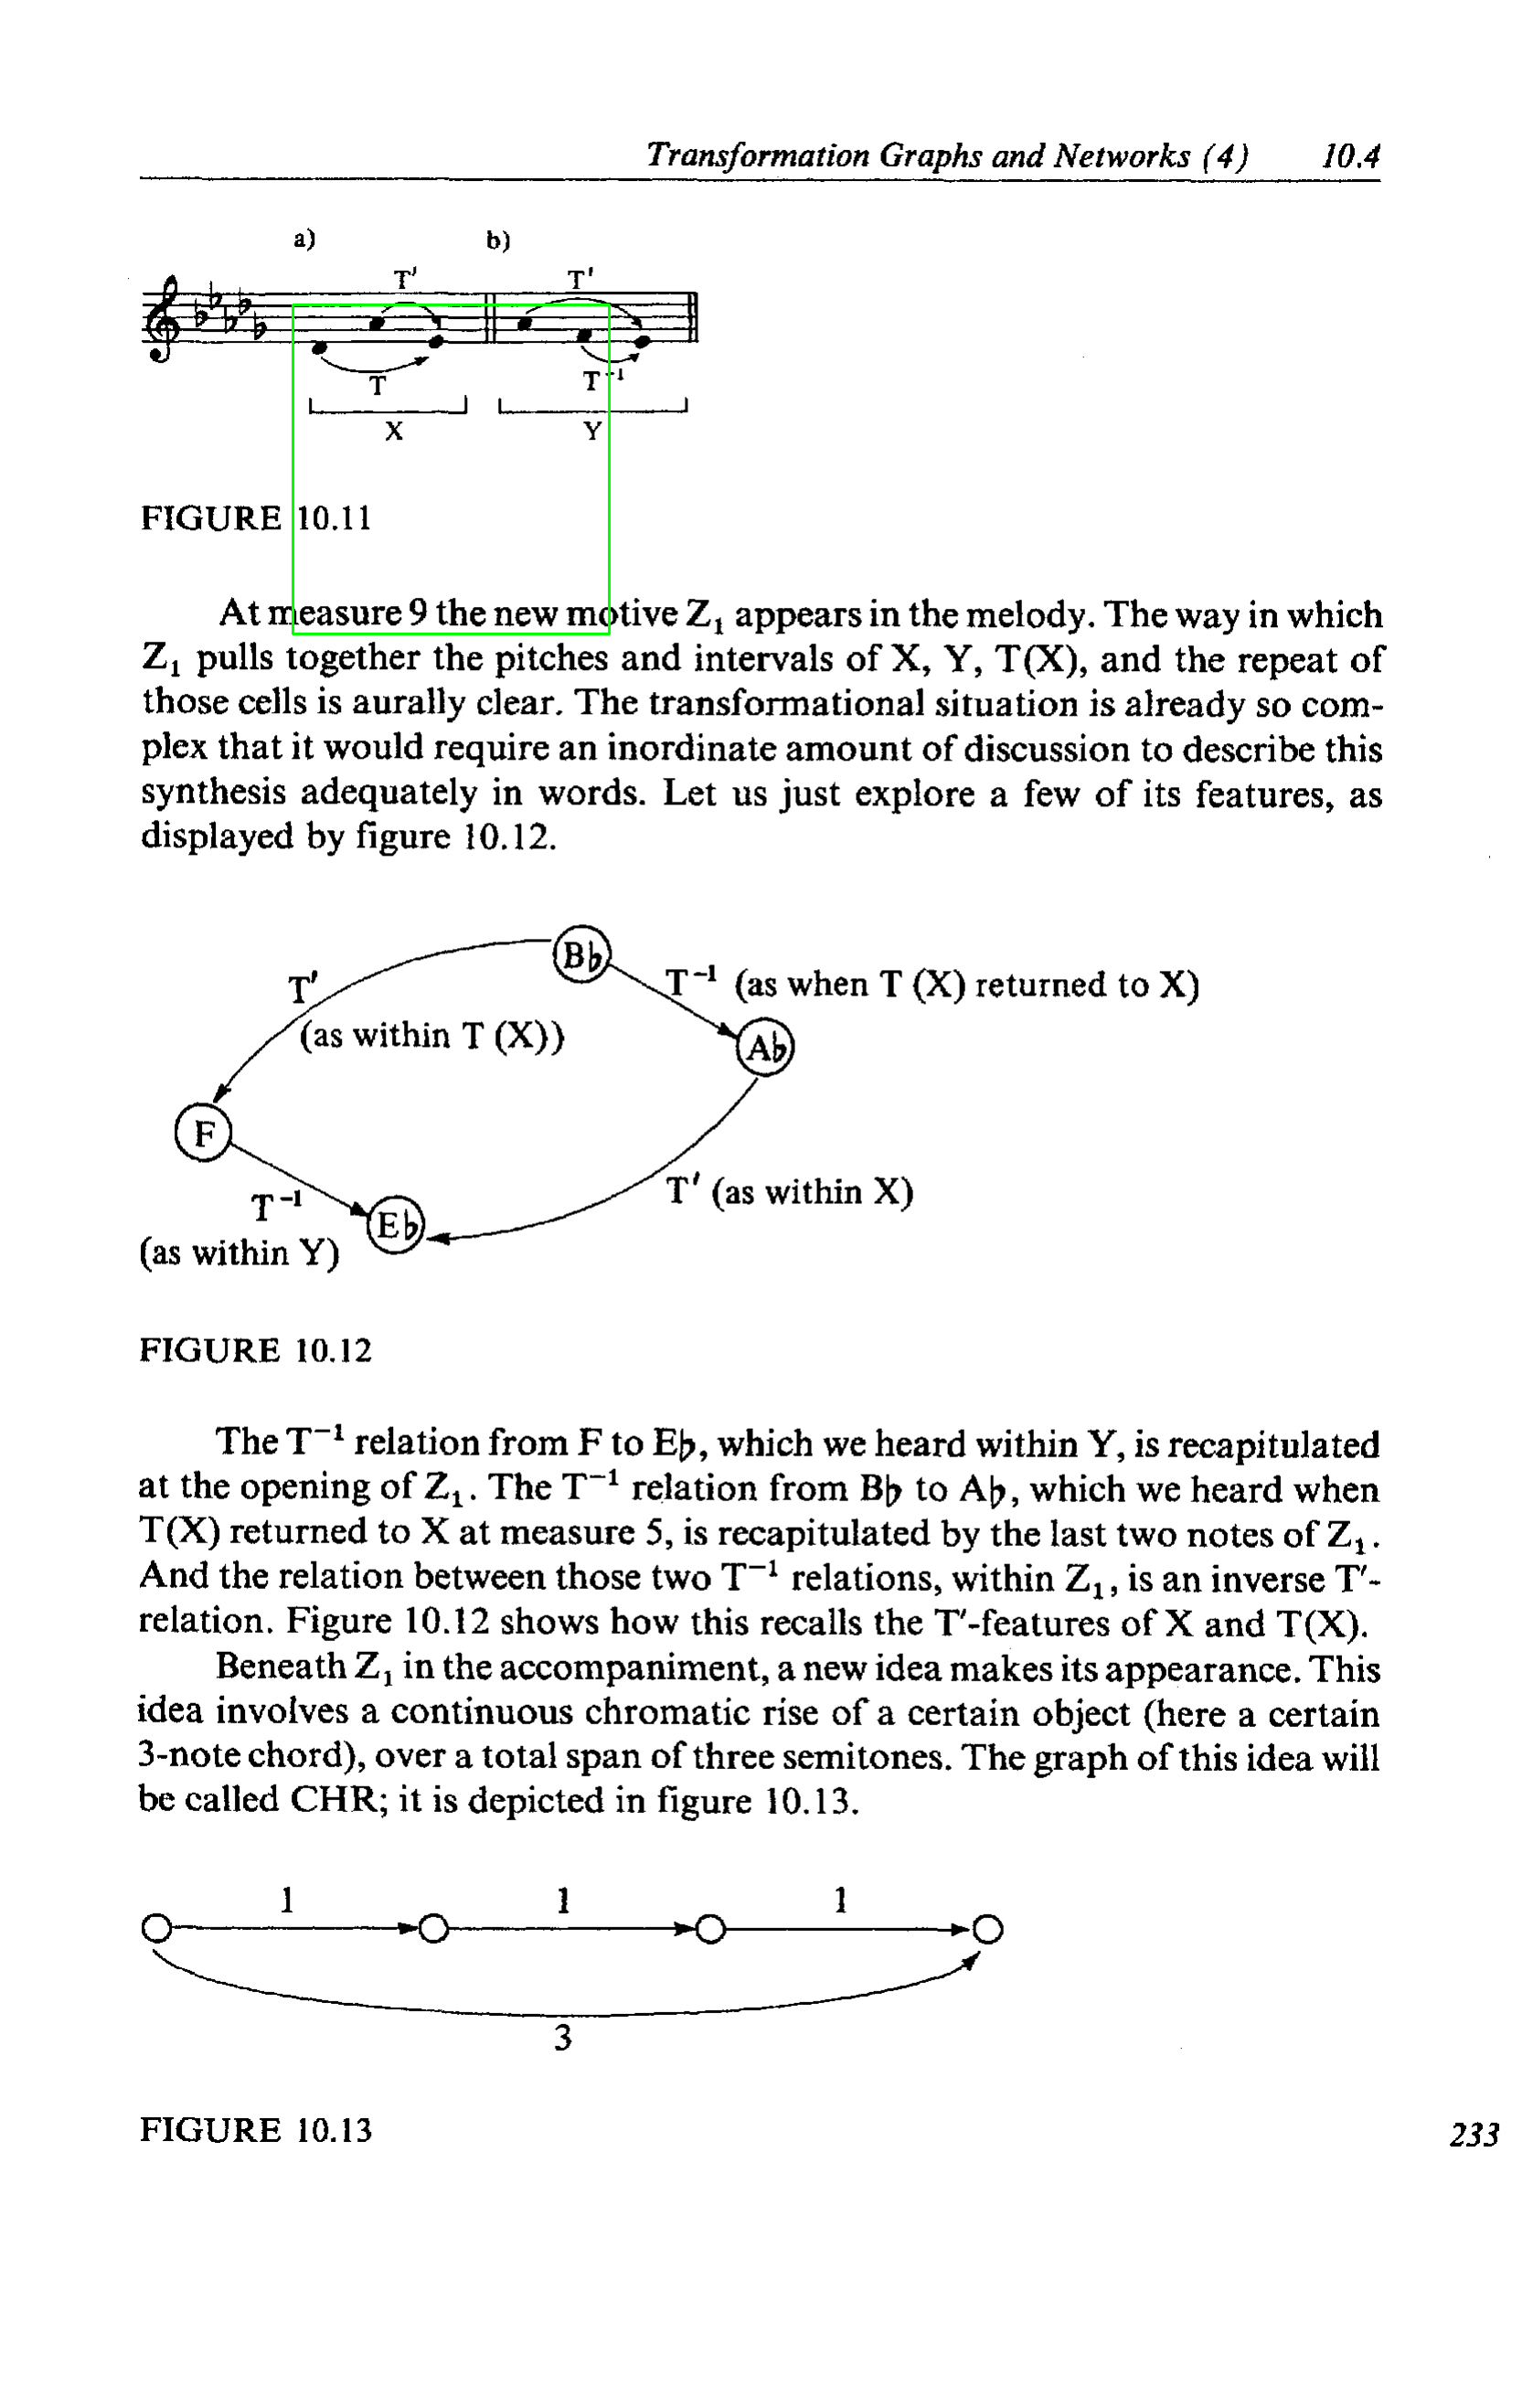 Transformation Graphs and Networks (4) 10.4
a) b)
T' T'
T T⁻¹
X Y
FIGURE 10.11
At measure 9 the new motive Z₁ appears in the melody. The way in which
Z₁ pulls together the pitches and intervals of X, Y, T(X), and the repeat of
those cells is aurally clear. The transformational situation is already so com-
plex that it would require an inordinate amount of discussion to describe this
synthesis adequately in words. Let us just explore a few of its features, as
displayed by figure 10.12.
B♭
T' T⁻¹ (as when T (X) returned to X)
(as within T (X)) A♭
F
T' (as within X)
T⁻¹ E♭
(as within Y)
FIGURE 10.12
The T⁻¹ relation from F to E♭, which we heard within Y, is recapitulated
at the opening of Z₁. The T⁻¹ relation from B♭ to A♭, which we heard when
T(X) returned to X at measure 5, is recapitulated by the last two notes of Z₁.
And the relation between those two T⁻¹ relations, within Z₁, is an inverse T'-
relation. Figure 10.12 shows how this recalls the T'-features of X and T(X).
Beneath Z₁ in the accompaniment, a new idea makes its appearance. This
idea involves a continuous chromatic rise of a certain object (here a certain
3-note chord), over a total span of three semitones. The graph of this idea will
be called CHR; it is depicted in figure 10.13.
1 1 1
3
FIGURE 10.13
233